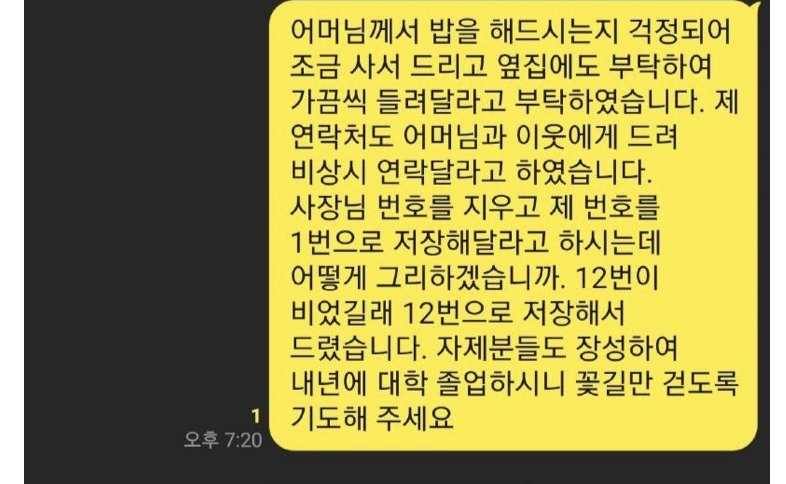 어머님께서 밥을 해드시는지 걱정되어
조금 사서 드리고 옆집에도 부탁하여
가끔씩 들려달라고 부탁하였습니다. 제
연락처도 어머님과 이웃에게 드려
비상시 연락달라고 하였습니다.
사장님 번호를 지우고 제 번호를
1번으로 저장해달라고 하시는데
어떻게 그리하겠습니까. 12번이
비었길래 12번으로 저장해서
드렸습니다. 자제분들도 장성하여
내년에 대학 졸업하시니 꽃길만 걷도록
기도해 주세요
1
오후 7:20